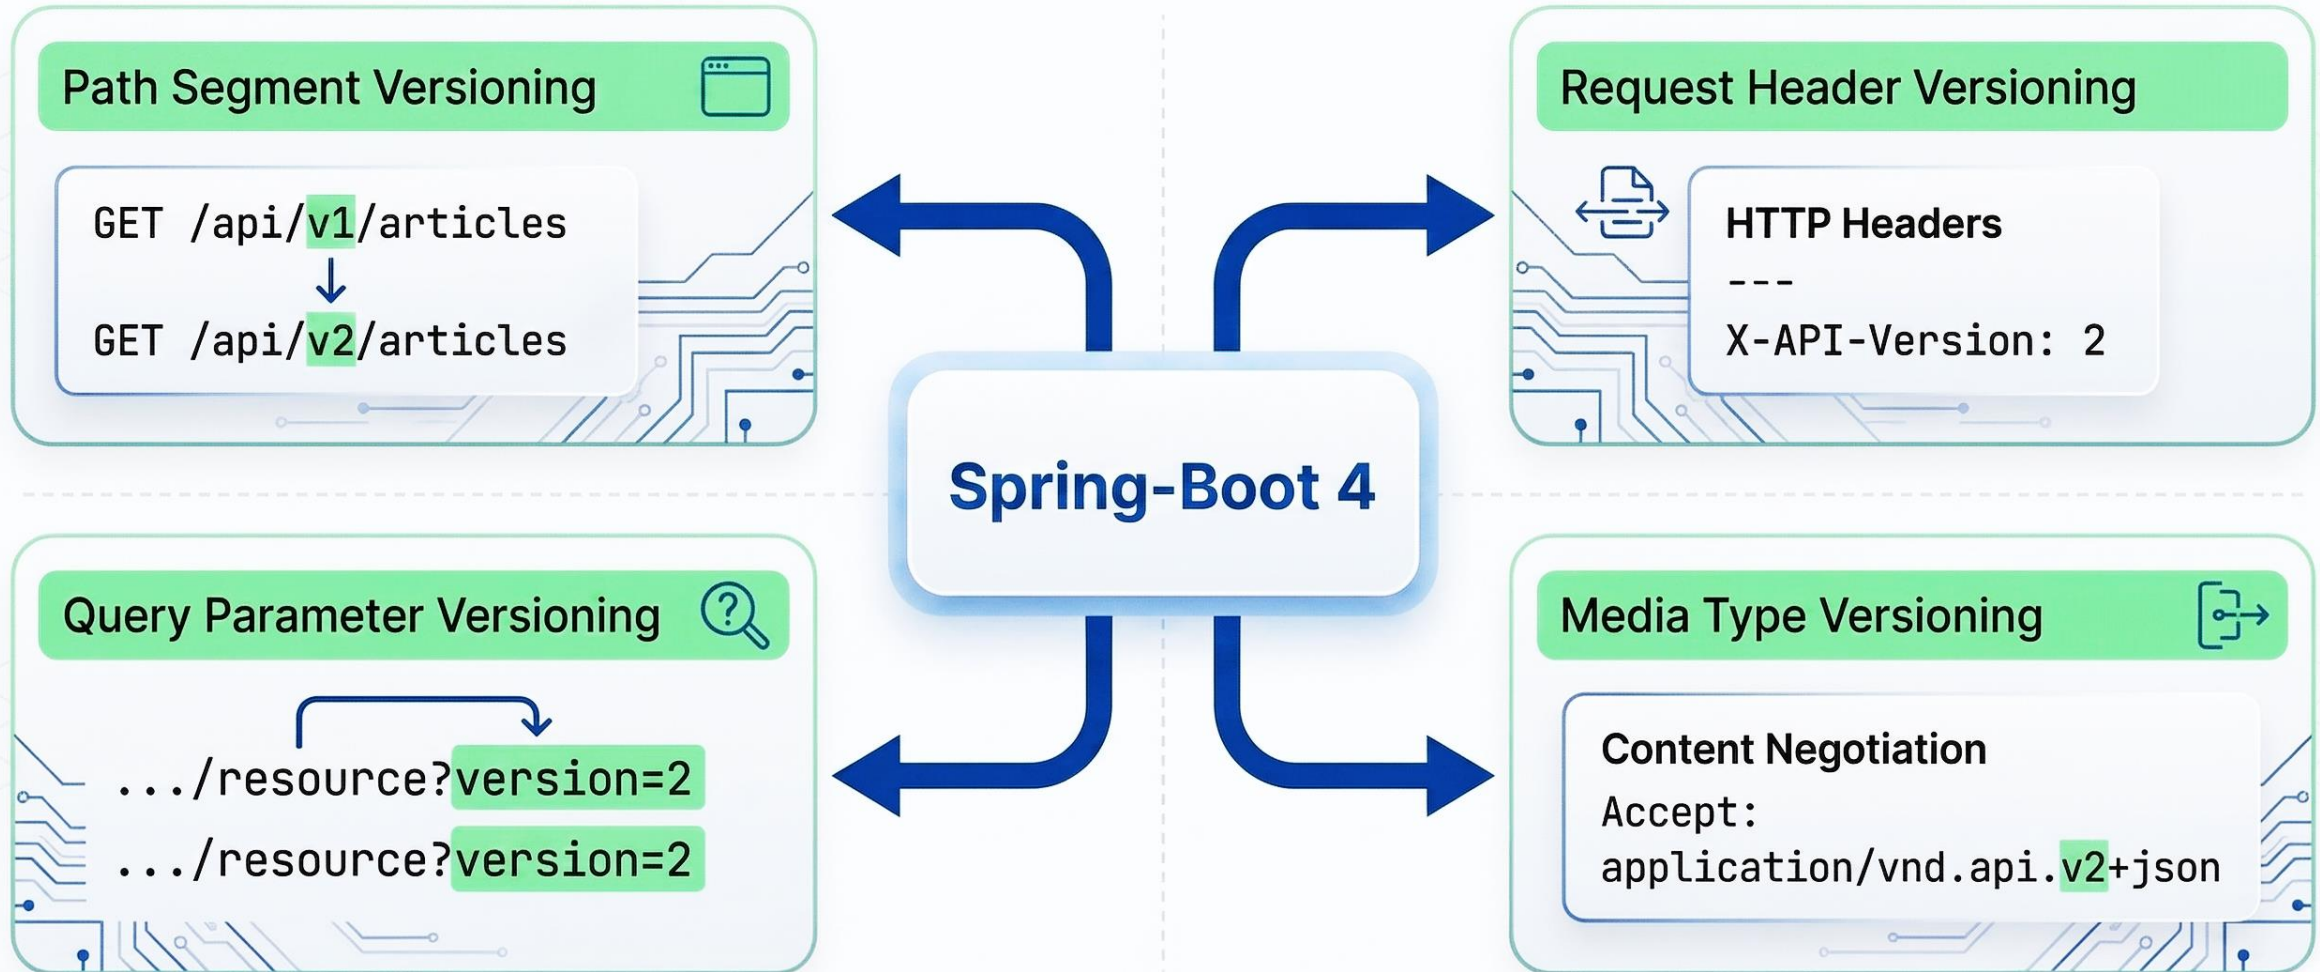 Path Segment Versioning
GET /api/v1/articles
GET /api/v2/articles
Request Header Versioning
HTTP Headers
---
X-API-Version: 2
Spring-Boot 4
Query Parameter Versioning
.../resource?version=2
.../resource?version=2
Media Type Versioning
Content Negotiation
Accept:
application/vnd.api.v2+json